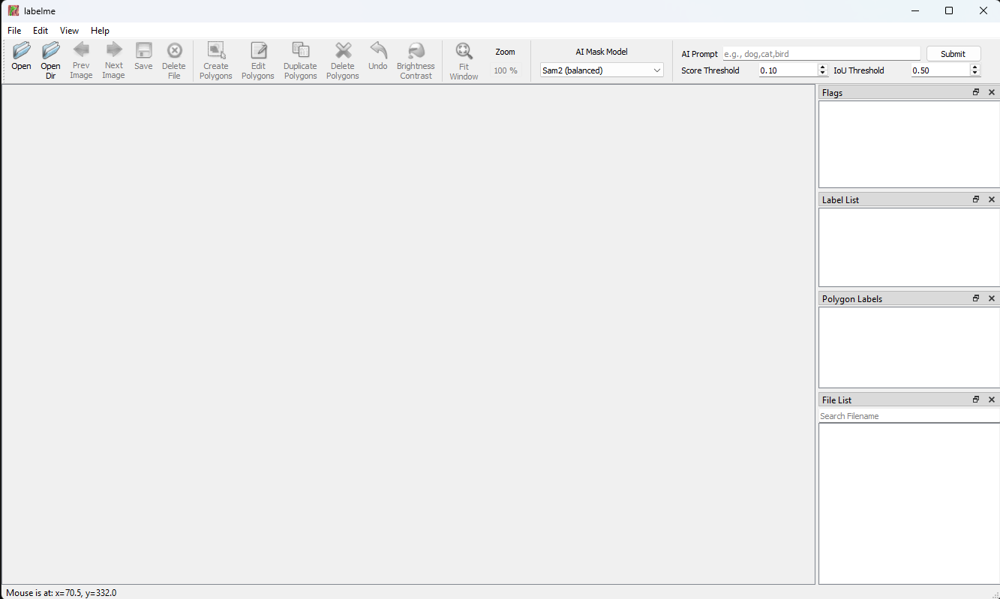 labelme
File Edit View Help
Open
Open Dir
Prev Image
Next Image
Save
Delete File
Create Polygons
Edit Polygons
Duplicate Polygons
Delete Polygons
Undo
Brightness Contrast
Fit Window
Zoom
100 %
AI Mask Model
Sam2 (balanced)
AI Prompt e.g., dog,cat,bird Submit
Score Threshold 0.10 IoU Threshold 0.50
Flags
Label List
Polygon Labels
File List
Search Filename
Mouse is at: x=70.5, y=332.0